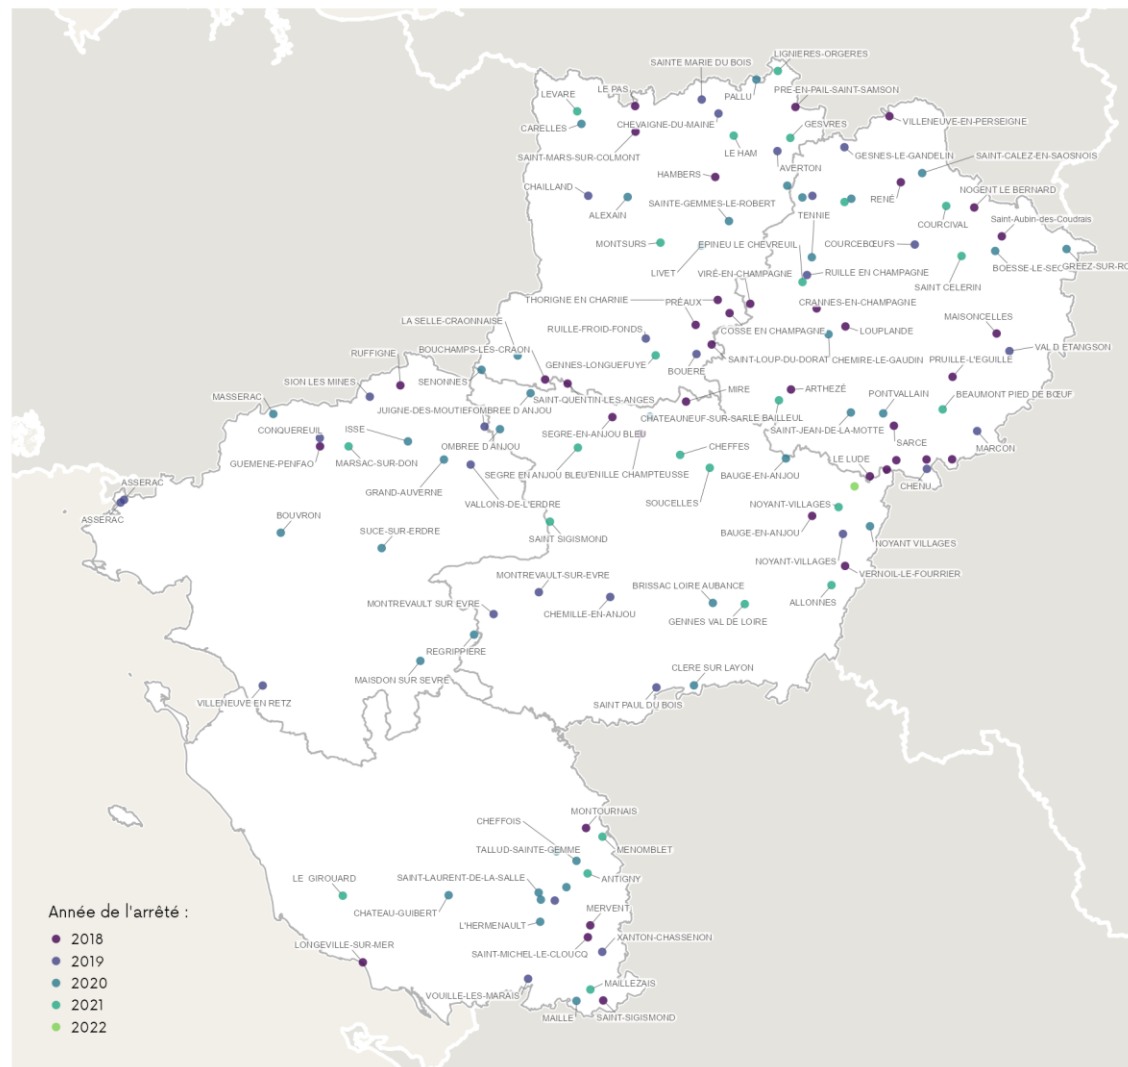 LIGNIERES-ORGERES
SAINTE MARIE DU BOIS
LE PAS
PALLU
PRE-EN-PAIL-SAINT-SAMSON
LEVARE
CARELLES
CHEVAIGNE-DU-MAINE
GESVRES
VILLENEUVE-EN-PERSEIGNE
SAINT-MARS-SUR-COLMONT
LE HAM
AVERTON
GESNES-LE-GANDELIN
SAINT-CALEZ-EN-SAOSNOIS
HAMBERS
CHAILLAND
RENÉ
NOGENT LE BERNARD
ALEXAIN
SAINTE-GEMMES-LE-ROBERT
TENNIE
COURCIVAL
Saint-Aubin-des-Coudrais
MONTSURS
EPINEU LE CHEVREUIL
COURCEBŒUFS
LIVET
VIRÉ-EN-CHAMPAGNE
RUILLE EN CHAMPAGNE
BOESSE-LE-SEC
GREEZ-SUR-RO
SAINT CELERIN
THORIGNE EN CHARNIE
PRÉAUX
CRANNES-EN-CHAMPAGNE
LA SELLE-CRAONNAISE
RUILLE-FROID-FONDS
COSSE EN CHAMPAGNE
LOUPLANDE
MAISONCELLES
BOUCHAMPS-LES-CRAON
RUFFIGNE
GENNES-LONGUEFUYE
BOUERE
SAINT-LOUP-DU-DORAT
CHEMIRE-LE-GAUDIN
PRUILLE-L'EGUILLE
VAL D ETANGSON
SION LES MINES
SENONNES
MASSERAC
SAINT-QUENTIN-LES-ANGES
MIRE
ARTHEZÉ
PONTVALLAIN
BEAUMONT PIED DE BŒUF
JUIGNE-DES-MOUTIE
OMBREE D ANJOU
CHATEAUNEUF-SUR-SAR
LE BAILLEUL
CONQUEREUIL
ISSE
SEGRE-EN-ANJOU BLEU
SAINT-JEAN-DE-LA-MOTTE
OMBREE D ANJOU
CHEFFES
SARCE
MARCON
GUEMENE-PENFAO
MARSAC-SUR-DON
SEGRE EN ANJOU BLEU
ENILLE CHAMPTEUSSE
BAUGE-EN-ANJOU
LE LUDE
ASSERAC
GRAND-AUVERNE
CHENU
VALLONS-DE-L'ERDRE
SOUCELLES
NOYANT-VILLAGES
ASSERAC
BOUVRON
SUCE-SUR-ERDRE
SAINT SIGISMOND
BAUGE-EN-ANJOU
NOYANT VILLAGES
NOYANT-VILLAGES
MONTREVAULT-SUR-EVRE
VERNOIL-LE-FOURRIER
BRISSAC LOIRE AUBANCE
MONTREVAULT SUR EVRE
CHEMILLE-EN-ANJOU
GENNES VAL DE LOIRE
ALLONNES
REGRIPPIERE
CLERE SUR LAYON
MAISDON SUR SEVRE
VILLENEUVE EN RETZ
SAINT PAUL DU BOIS
MONTOURNAIS
CHEFFOIS
TALLUD-SAINTE-GEMME
MENOMBLET
LE GIROUARD
SAINT-LAURENT-DE-LA-SALLE
ANTIGNY
CHATEAU-GUIBERT
MERVENT
L'HERMENAULT
XANTON-CHASSENON
LONGEVILLE-SUR-MER
SAINT-MICHEL-LE-CLOUCQ
MAILLEZAIS
VOUILLE-LES-MARAIS
MAILLE
SAINT-SIGISMOND
Année de l'arrêté :
2018
2019
2020
2021
2022